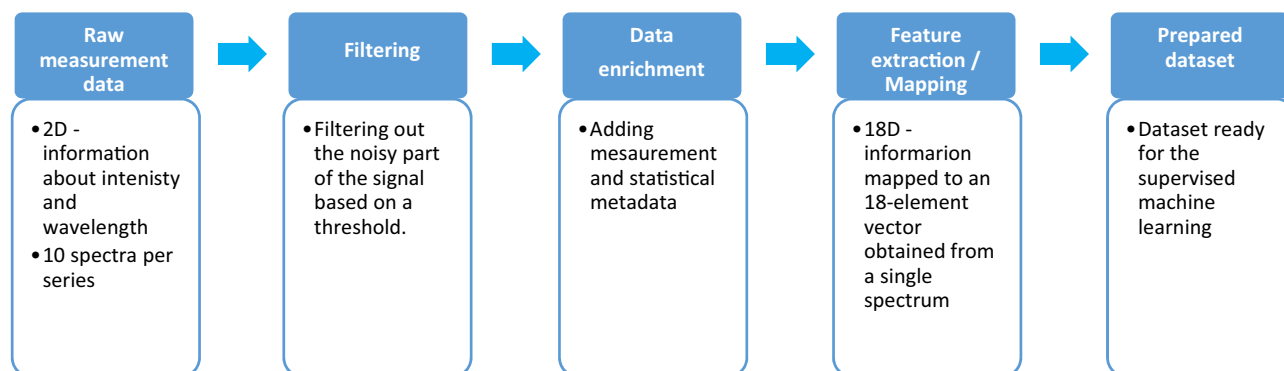 Raw
measurement
data
•2D -
information
about intenisty
and
wavelength
•10 spectra per
series
Filtering
•Filtering out
the noisy part
of the signal
based on a
threshold.
Data
enrichment
•Adding
mesaurement
and statistical
metadata
Feature
extraction /
Mapping
•18D -
informarion
mapped to an
18-element
vector
obtained from
a single
spectrum
Prepared
dataset
•Dataset ready
for the
supervised
machine
learning